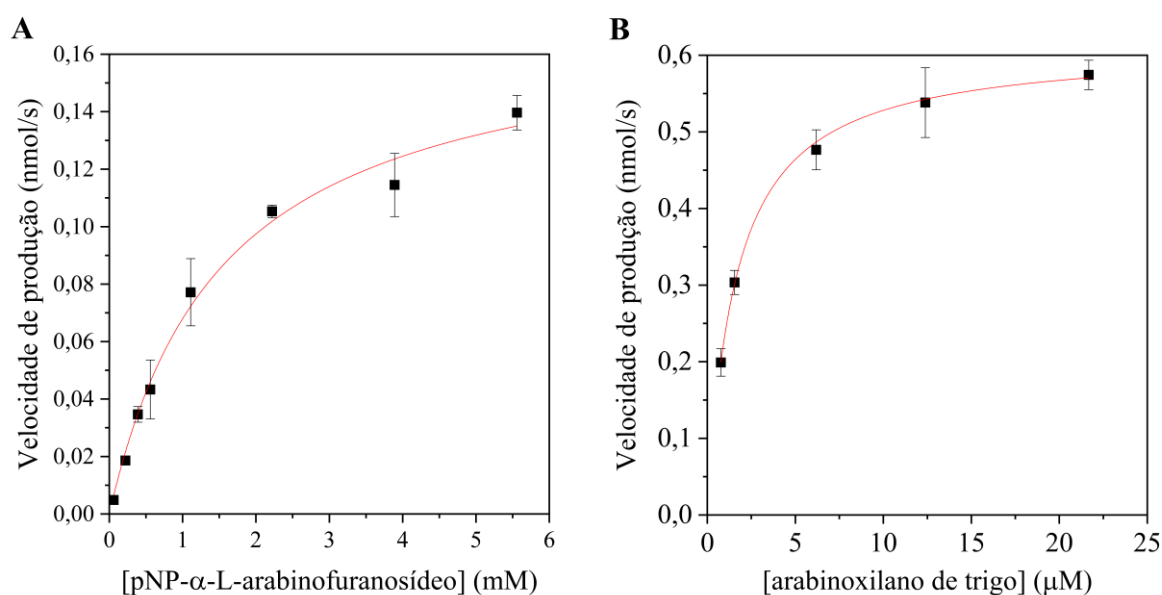 A
Velocidade de produção (nmol/s)
0,16
0,14
0,12
0,10
0,08
0,06
0,04
0,02
0,00
0 1 2 3 4 5 6
[pNP-α-L-arabinofuranosídeo] (mM)
B
Velocidade de produção (nmol/s)
0,6
0,5
0,4
0,3
0,2
0,1
0,0
0 5 10 15 20 25
[arabinoxilano de trigo] (μM)